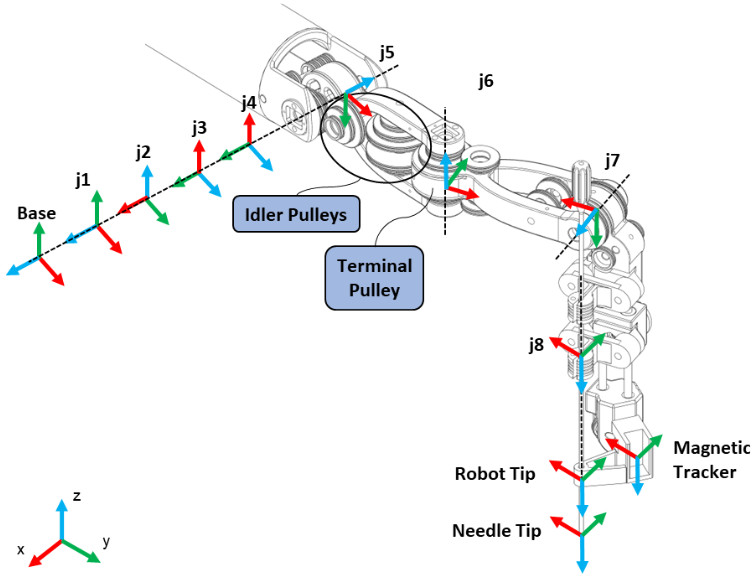 j5
j6
j4
j3
j2
j1
j7
Base
Idler Pulleys
Terminal
Pulley
j8
Magnetic
Tracker
Robot Tip
Needle Tip
z
x
y